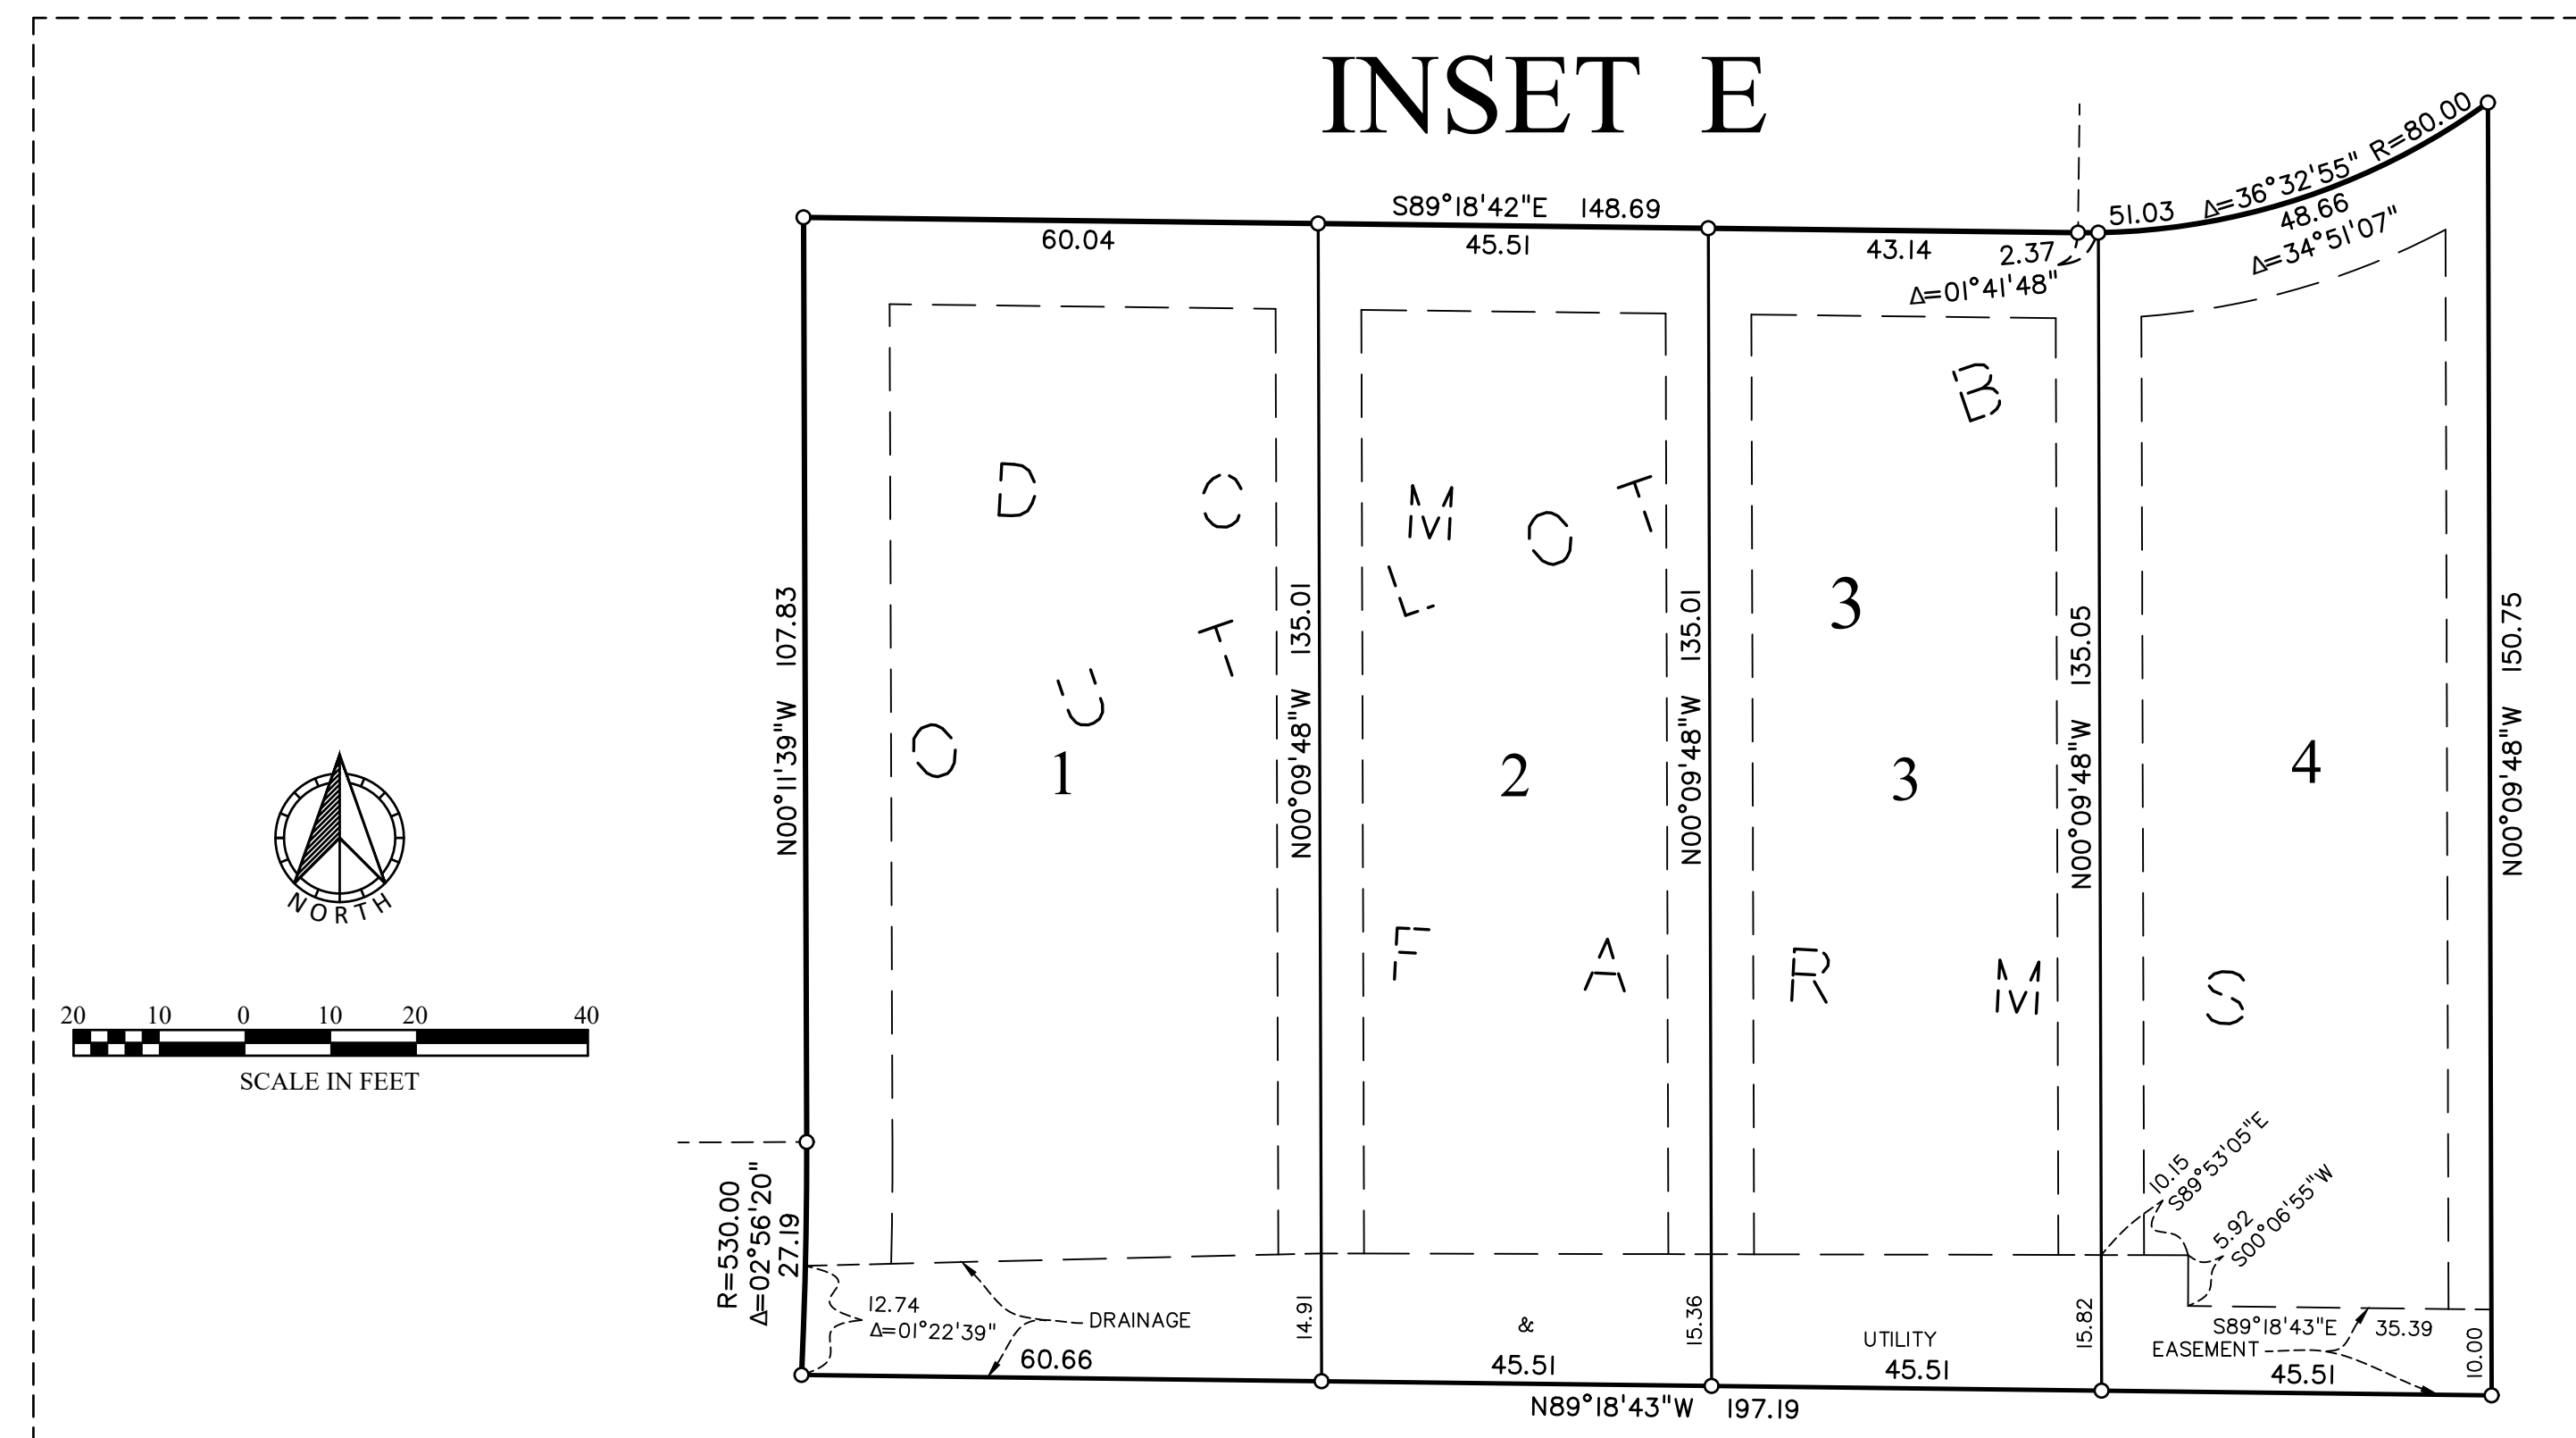 INSET E
S89°18'42"E 148.69
60.04
45.51
43.14
2.37
Δ=01°41'48"
51.03 Δ=36°32'55" R=80.00
48.66
Δ=34°51'07"
B
D O M O T
L
O U T
3
N00°11'39"W 107.83
N00°09'48"W 135.01
N00°09'48"W 135.01
N00°09'48"W 135.05
N00°09'48"W 150.75
1
2
3
4
F A R M S
NORTH
20 10 0 10 20 40
SCALE IN FEET
R=530.00
Δ=02°56'20"
27.19
12.74
Δ=01°22'39"
DRAINAGE
&
UTILITY
EASEMENT
14.91
15.36
15.82
10.15
S89°53'05"E
5.92
S00°06'55"W
S89°18'43"E 35.39
10.00
60.66
45.51
45.51
45.51
N89°18'43"W 197.19